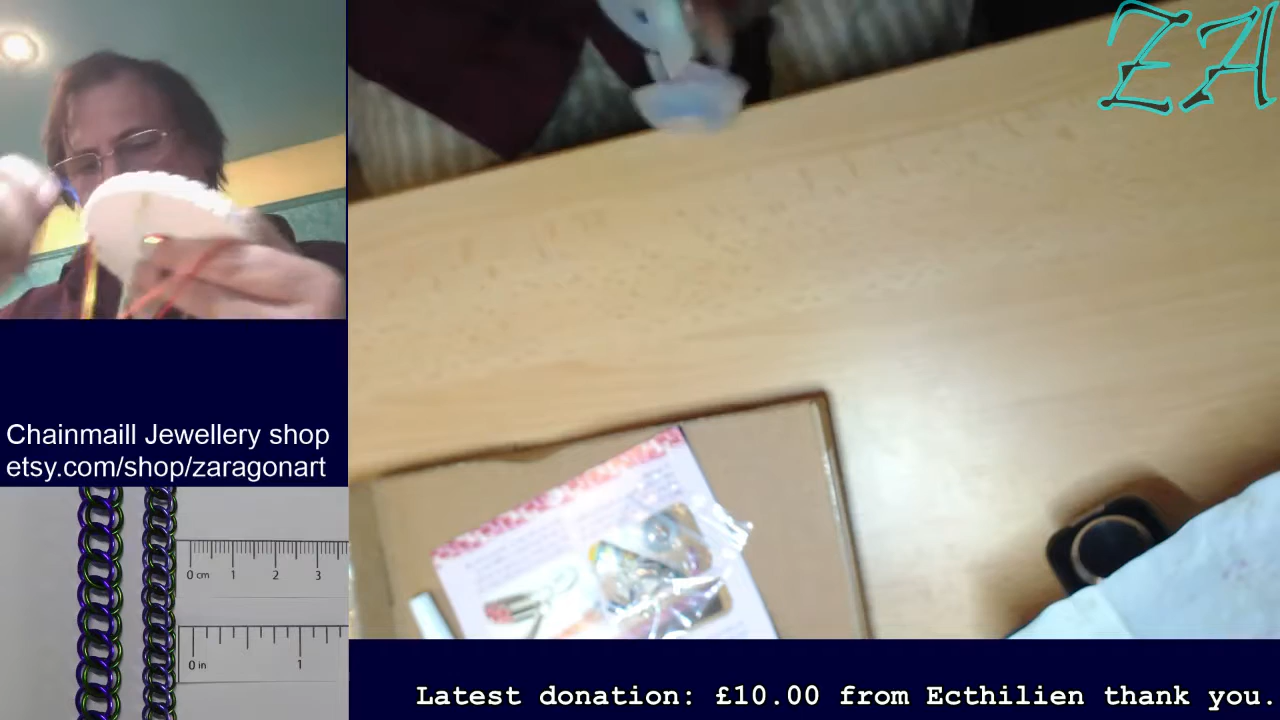 ZA
Chainmaill Jewellery shop
etsy.com/shop/zaragonart
0 cm 1 2 3
0 in 1
Latest donation: £10.00 from Ecthilien thank you.